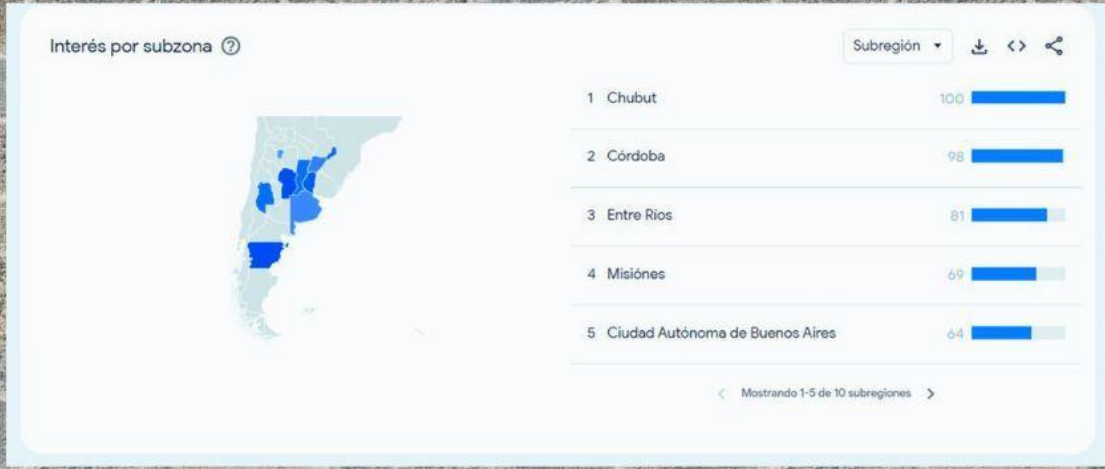 Interés por subzona
Subregión
1 Chubut 100
2 Córdoba 98
3 Entre Ríos 81
4 Misiónes 69
5 Ciudad Autónoma de Buenos Aires 64
Mostrando 1-5 de 10 subregiones